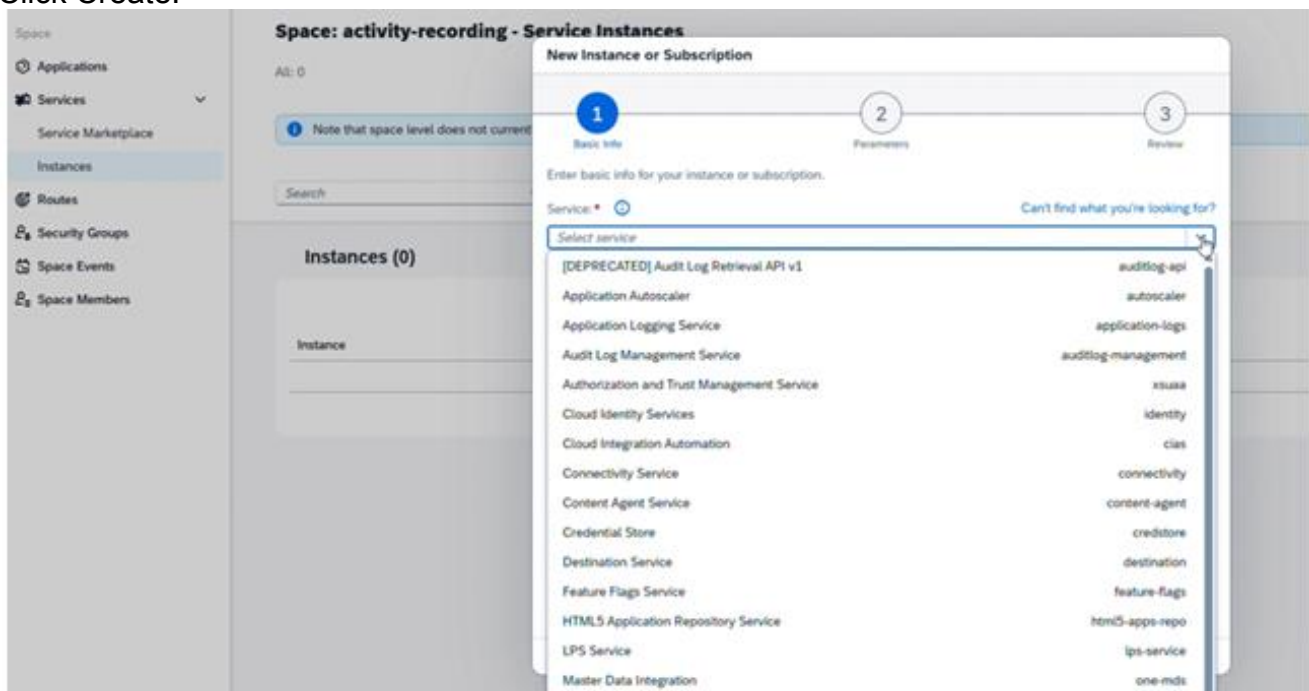 Click Create.
Space
Applications
Services
Service Marketplace
Instances
Routes
Security Groups
Space Events
Space Members
Space: activity-recording - Service Instances
All: 0
Note that space level does not current
Search
Instances (0)
Instance
New Instance or Subscription
1 2 3
Basic Info Parameters Review
Enter basic info for your instance or subscription.
Service: * Can't find what you're looking for?
Select service
[DEPRECATED] Audit Log Retrieval API v1 auditlog-api
Application Autoscaler autoscaler
Application Logging Service application-logs
Audit Log Management Service auditlog-management
Authorization and Trust Management Service xsuaa
Cloud Identity Services identity
Cloud Integration Automation cias
Connectivity Service connectivity
Content Agent Service content-agent
Credential Store credstore
Destination Service destination
Feature Flags Service feature-flags
HTML5 Application Repository Service html5-apps-repo
LPS Service lps-service
Master Data Integration one-mds